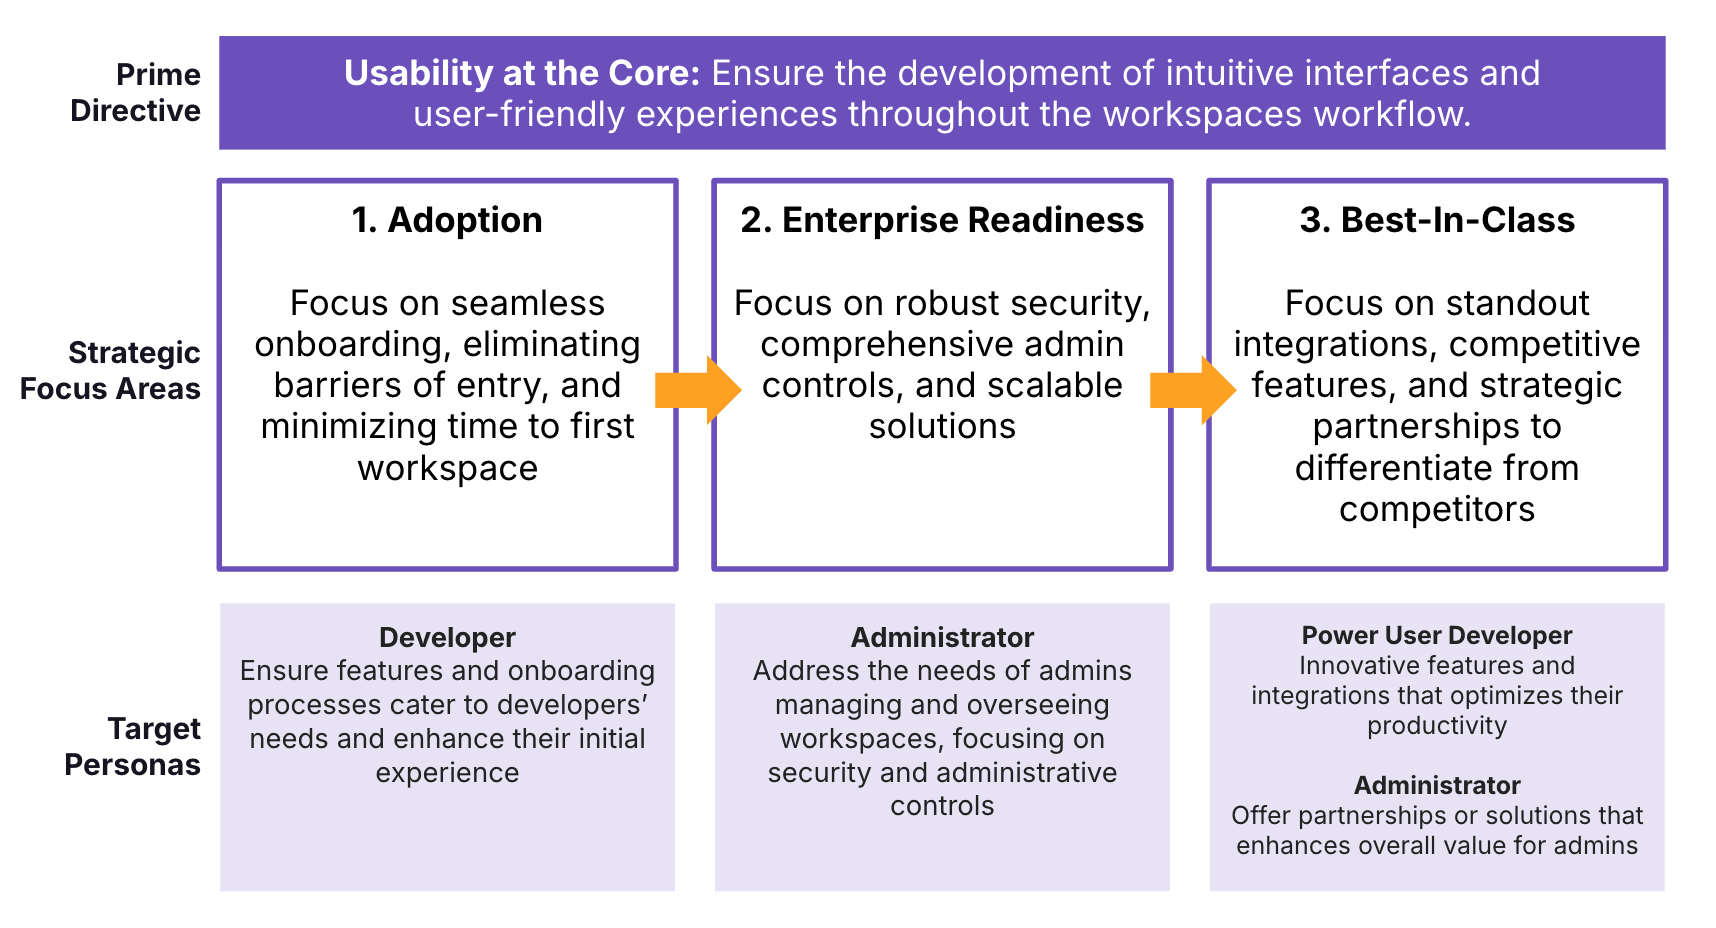 Prime
Directive
Usability at the Core: Ensure the development of intuitive interfaces and
user-friendly experiences throughout the workspaces workflow.
Strategic
Focus Areas
1. Adoption
Focus on seamless
onboarding, eliminating
barriers of entry, and
minimizing time to first
workspace
2. Enterprise Readiness
Focus on robust security,
comprehensive admin
controls, and scalable
solutions
3. Best-In-Class
Focus on standout
integrations, competitive
features, and strategic
partnerships to
differentiate from
competitors
Target
Personas
Developer
Ensure features and onboarding
processes cater to developers’
needs and enhance their initial
experience
Administrator
Address the needs of admins
managing and overseeing
workspaces, focusing on
security and administrative
controls
Power User Developer
Innovative features and
integrations that optimizes their
productivity
Administrator
Offer partnerships or solutions that
enhances overall value for admins